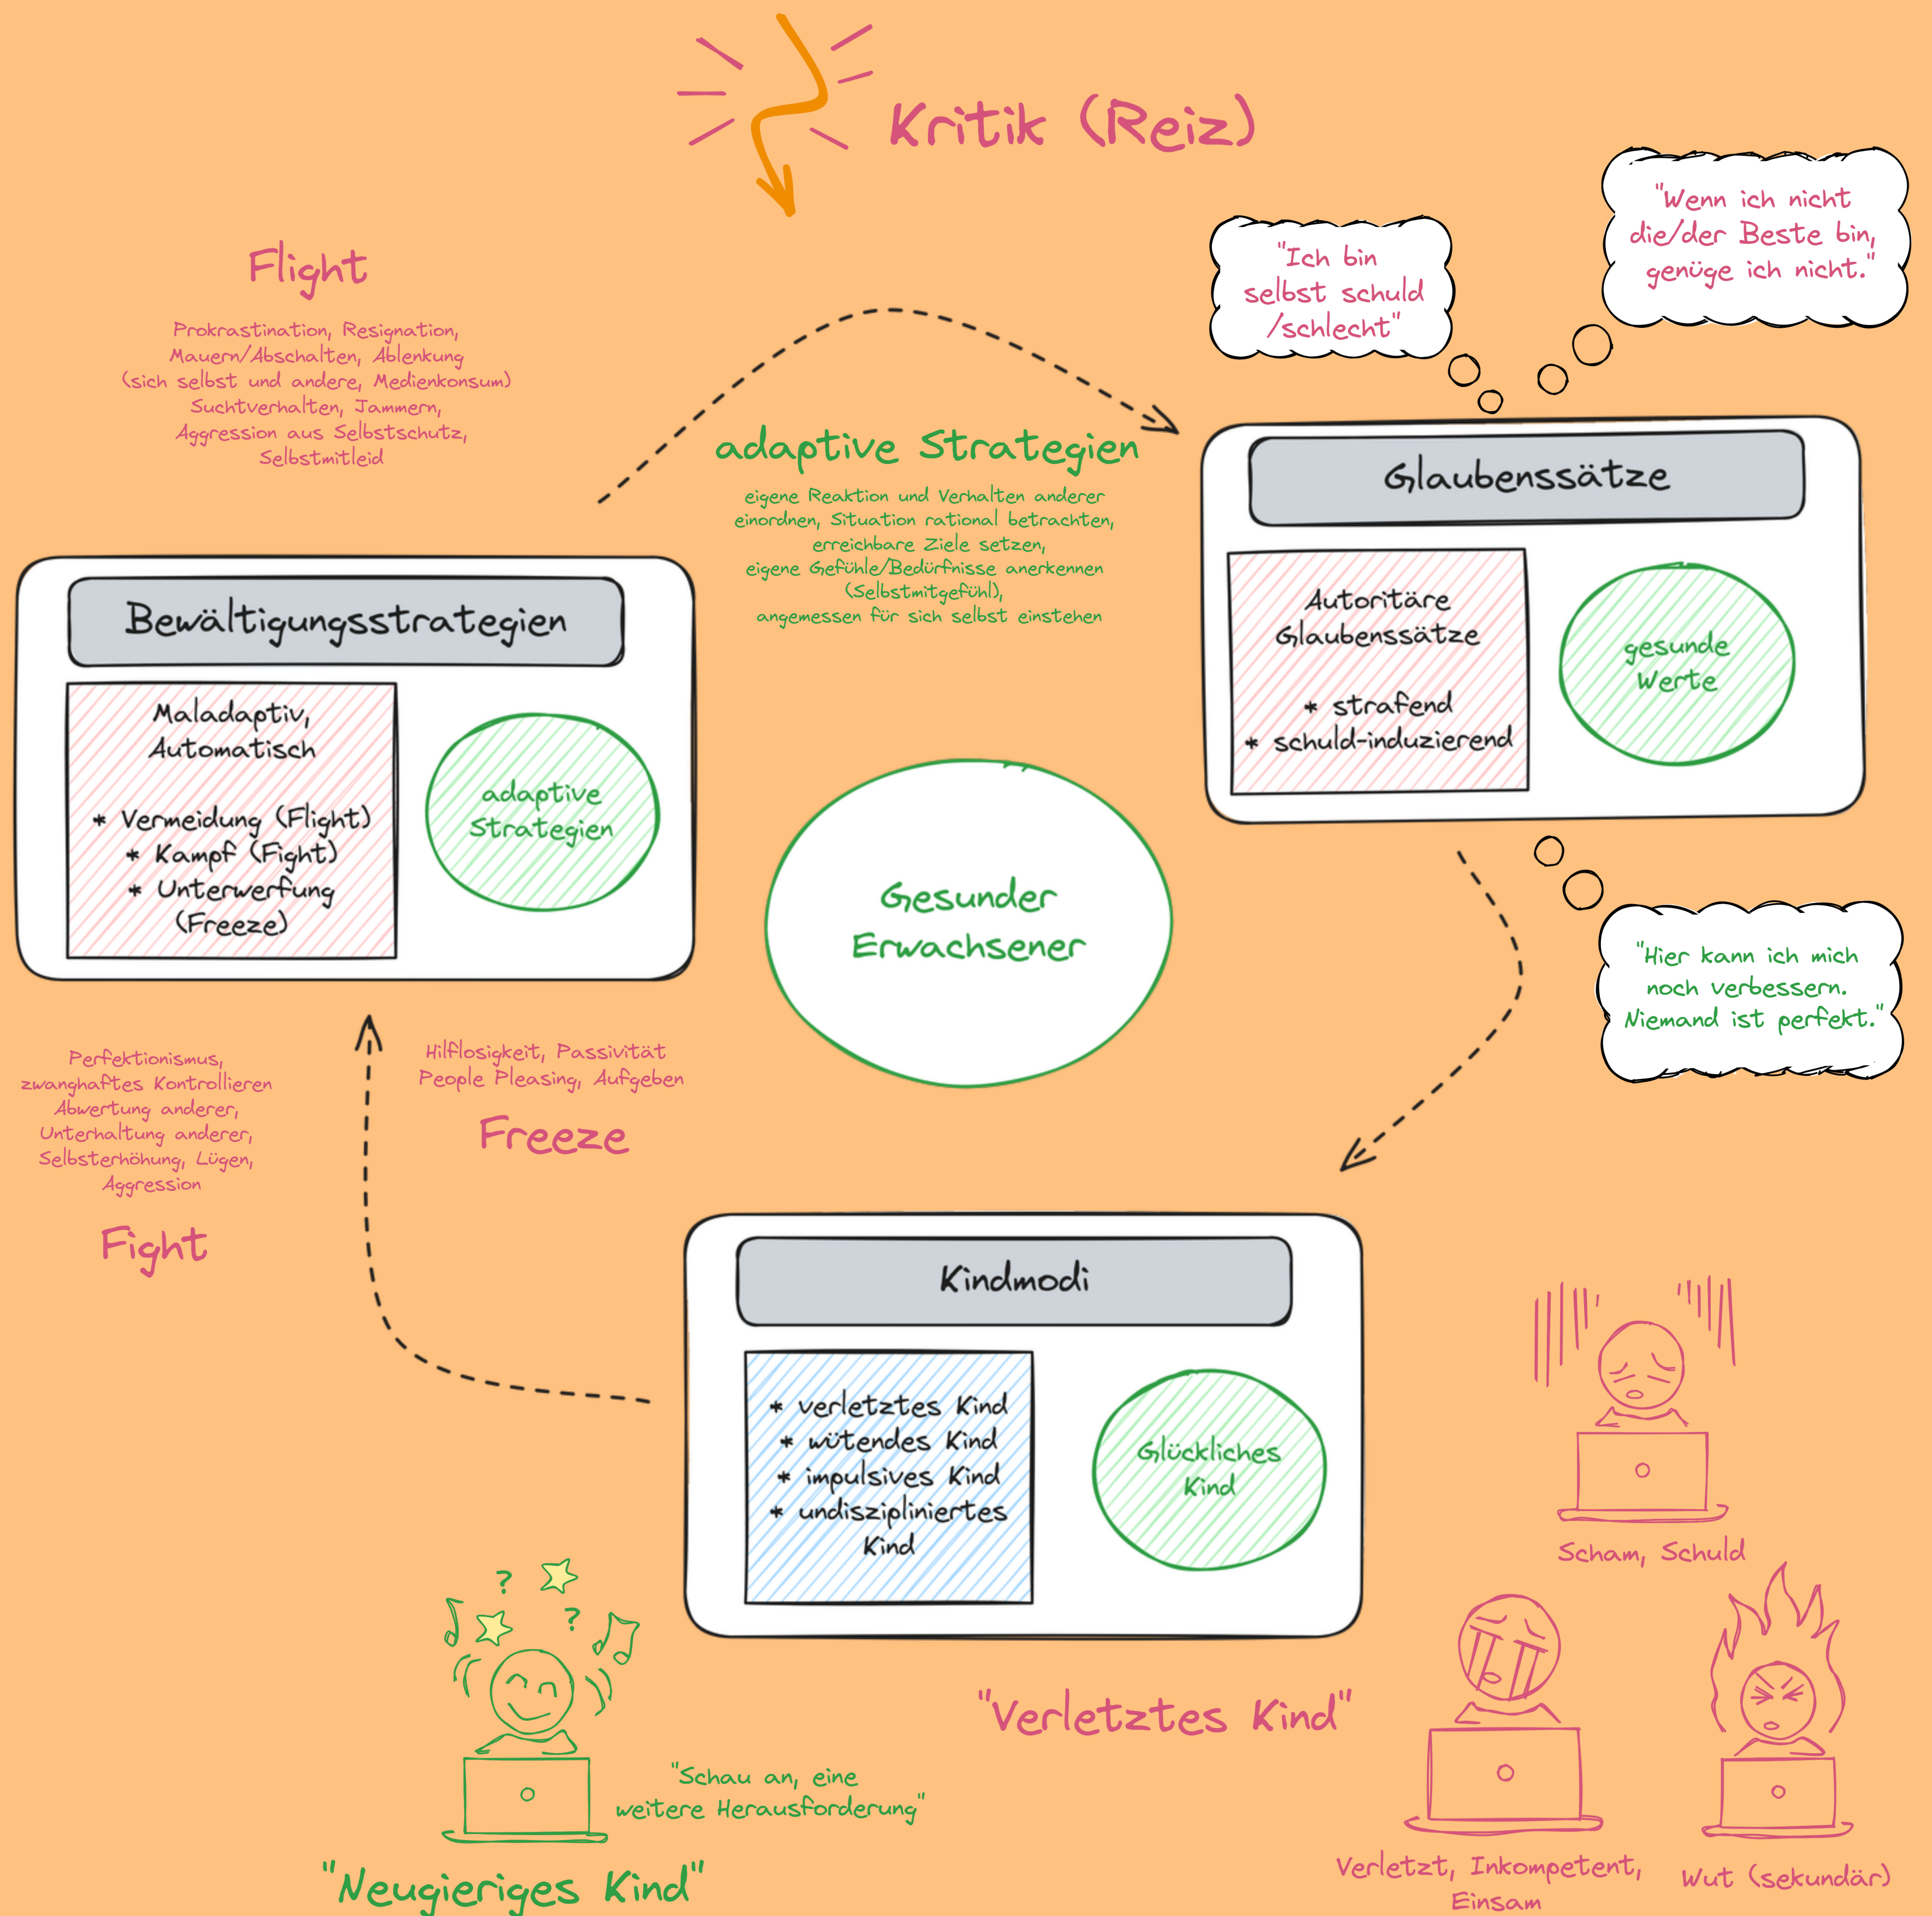 Kritik (Reiz)
Flight
Prokrastination, Resignation,
Mauern/Abschalten, Ablenkung
(sich selbst und andere, Medienkonsum)
Suchtverhalten, Jammern,
Aggression aus Selbstschutz,
Selbstmitleid
"Ich bin
selbst schuld
/schlecht"
"Wenn ich nicht
die/der Beste bin,
genüge ich nicht."
adaptive Strategien
eigene Reaktion und Verhalten anderer
einordnen, Situation rational betrachten,
erreichbare Ziele setzen,
eigene Gefühle/Bedürfnisse anerkennen
(Selbstmitgefühl),
angemessen für sich selbst einstehen
Glaubenssätze
Autoritäre
Glaubenssätze
* strafend
* schuld-induzierend
gesunde
Werte
Bewältigungsstrategien
Maladaptiv,
Automatisch
* Vermeidung (Flight)
* Kampf (Fight)
* Unterwerfung
(Freeze)
adaptive
Strategien
Gesunder
Erwachsener
"Hier kann ich mich
noch verbessern.
Niemand ist perfekt."
Perfektionismus,
zwanghaftes Kontrollieren
Abwertung anderer,
Unterhaltung anderer,
Selbsterhöhung, Lügen,
Aggression
Fight
Hilflosigkeit, Passivität
People Pleasing, Aufgeben
Freeze
Kindmodi
* verletztes Kind
* wütendes Kind
* impulsives Kind
* undiszipliniertes
Kind
Glückliches
Kind
Scham, Schuld
? ?
"Verletztes Kind"
"Schau an, eine
weitere Herausforderung"
"Neugieriges Kind"
Verletzt, Inkompetent,
Einsam
Wut (sekundär)